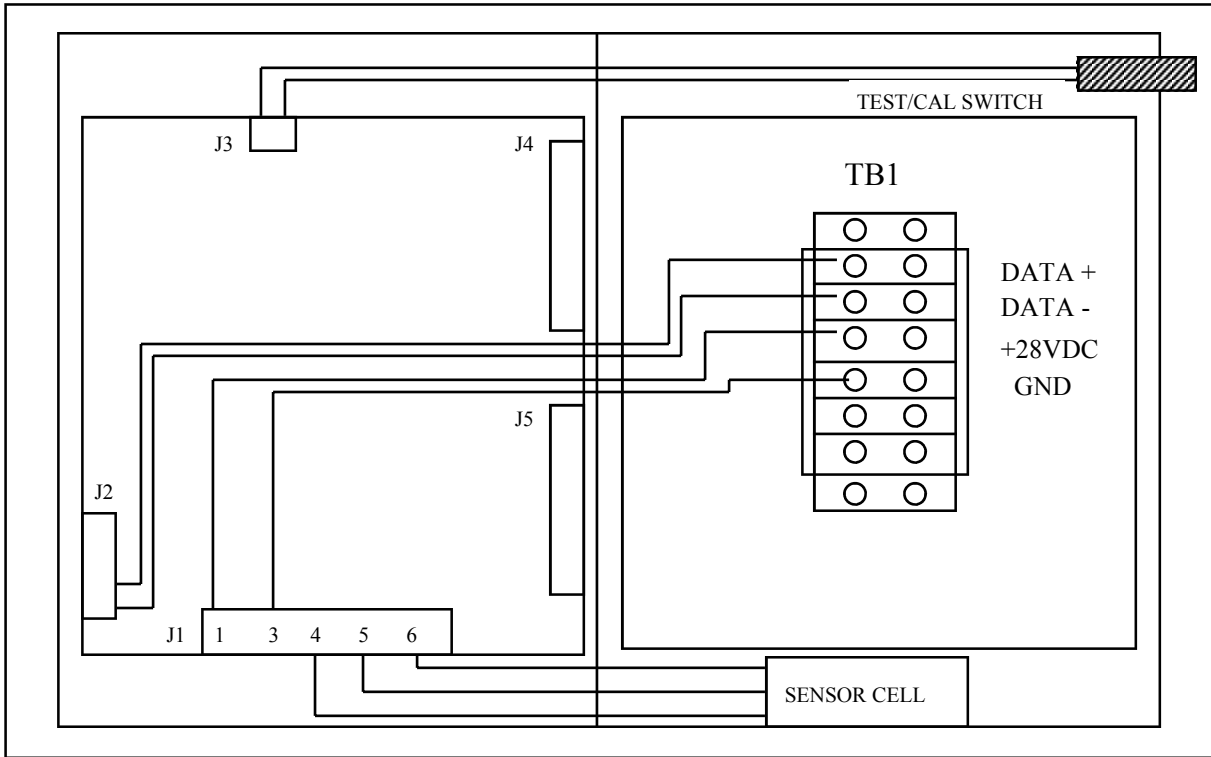 TEST/CAL SWITCH
J3
J4
TB1
DATA +
DATA -
+28VDC
GND
J5
J2
J1 1 3 4 5 6
SENSOR CELL